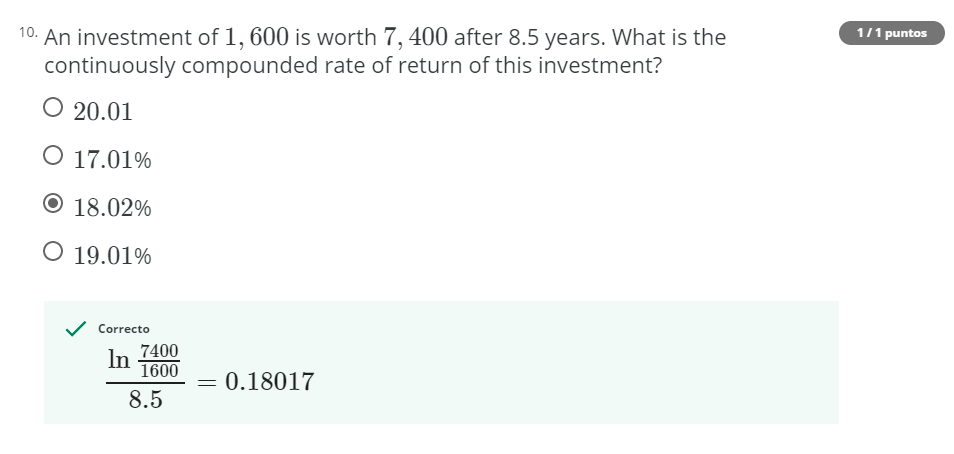 10. An investment of 1, 600 is worth 7, 400 after 8.5 years. What is the
1 / 1 puntos
continuously compounded rate of return of this investment?
20.01
17.01%
18.02%
19.01%
Correcto
ln 7400/1600
/8.5 = 0.18017